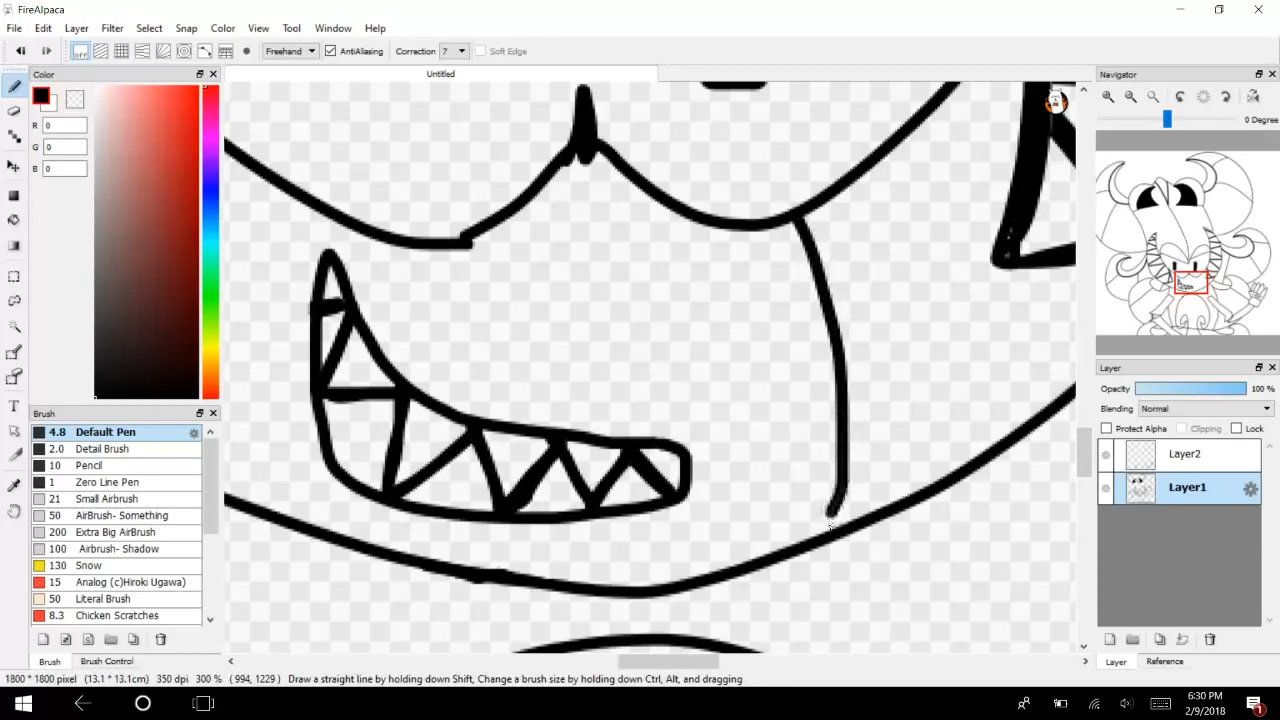 FireAlpaca
File Edit Layer Filter Select Snap Color View Tool Window Help
off Freehand AntiAliasing Correction 7 Soft Edge
Color
Untitled
Navigator
R 0
G 0
B 0
0 Degree
Layer
Opacity 100 %
Blending Normal
Protect Alpha Clipping Lock
Layer2
Layer1
Brush
4.8 Default Pen
2.0 Detail Brush
10 Pencil
1 Zero Line Pen
21 Small Airbrush
50 AirBrush- Something
200 Extra Big AirBrush
100 Airbrush- Shadow
130 Snow
15 Analog (c)Hiroki Ugawa)
50 Literal Brush
8.3 Chicken Scratches
Brush Brush Control
Layer Reference
1800 * 1800 pixel (13.1 * 13.1cm) 350 dpi 300 % ( 994, 1229 ) Draw a straight line by holding down Shift, Change a brush size by holding down Ctrl, Alt, and dragging
6:30 PM
2/9/2018
1